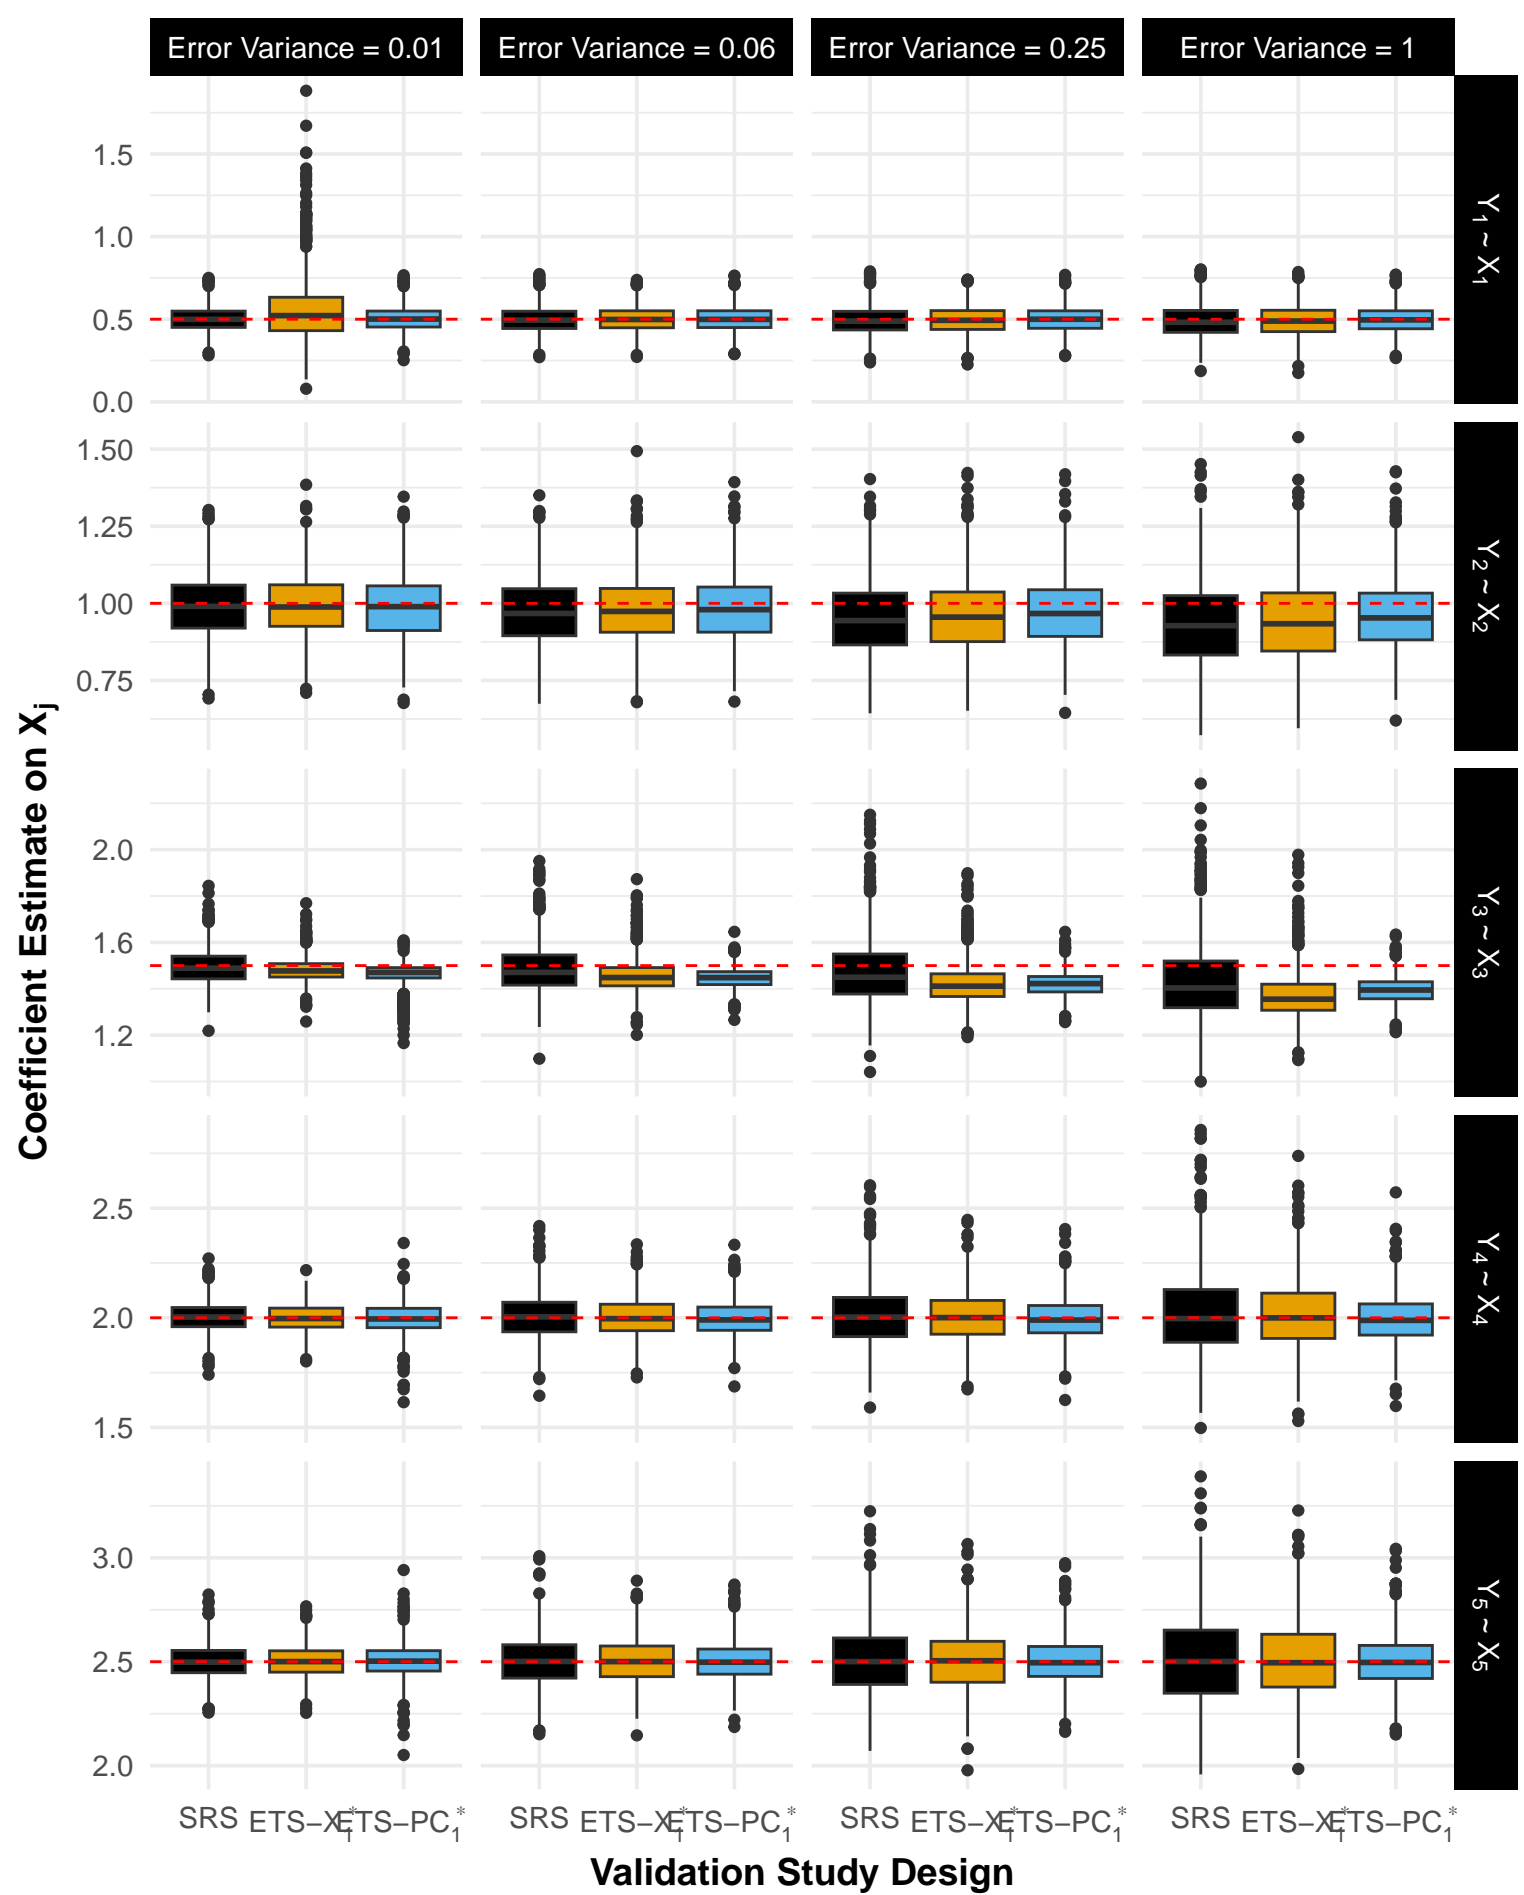 Error Variance = 0.01 Error Variance = 0.06 Error Variance = 0.25 Error Variance = 1
1.5
1.0
0.5
0.0
Y1 ~ X1
1.50
1.25
1.00
0.75
Y2 ~ X2
2.0
1.6
1.2
Y3 ~ X3
2.5
2.0
1.5
Y4 ~ X4
3.0
2.5
2.0
Y5 ~ X5
Coefficient Estimate on Xj
SRS ETS−X1* ETS−PC1* SRS ETS−X1* ETS−PC1* SRS ETS−X1* ETS−PC1* SRS ETS−X1* ETS−PC1*
Validation Study Design